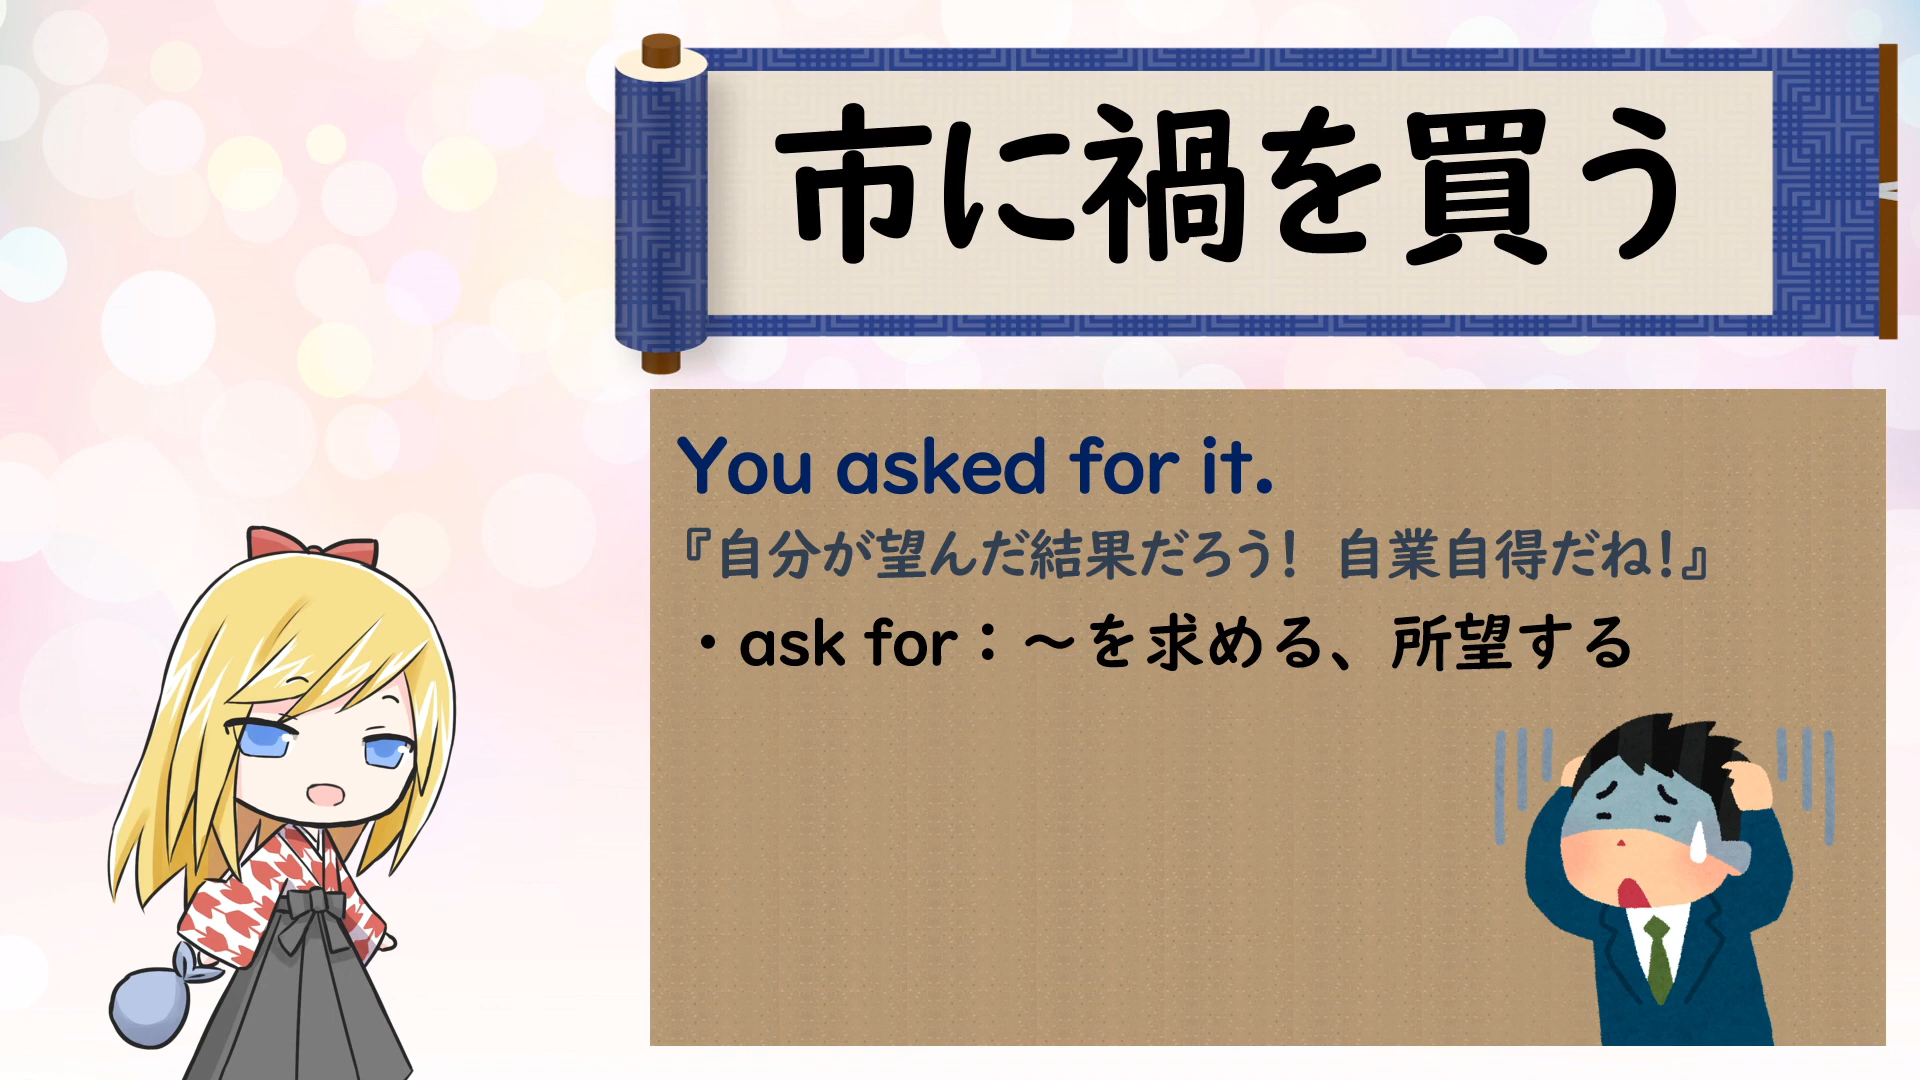 市に禍を買う
You asked for it.
『自分が望んだ結果だろう！ 自業自得だね！』
・ask for：～を求める、所望する